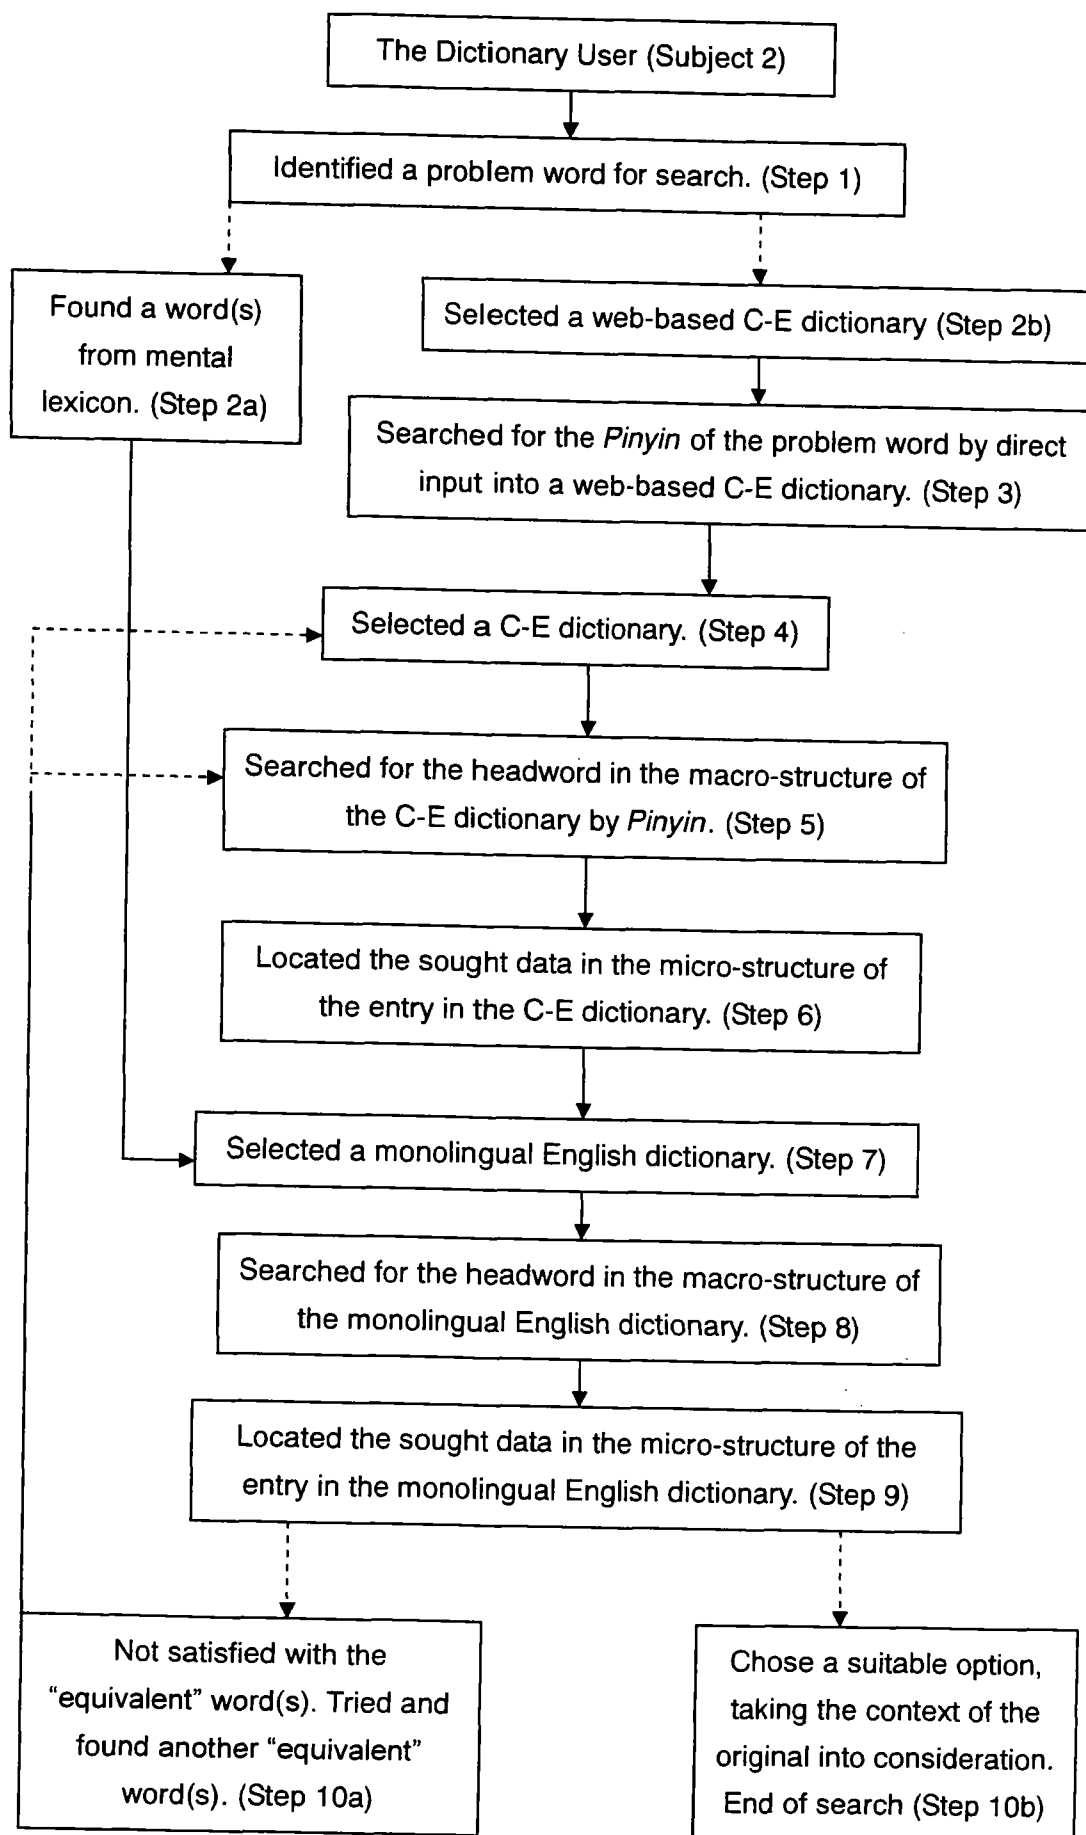 The Dictionary User (Subject 2)
Identified a problem word for search. (Step 1)
Found a word(s)
from mental
lexicon. (Step 2a)
Selected a web-based C-E dictionary (Step 2b)
Searched for the Pinyin of the problem word by direct
input into a web-based C-E dictionary. (Step 3)
Selected a C-E dictionary. (Step 4)
Searched for the headword in the macro-structure of
the C-E dictionary by Pinyin. (Step 5)
Located the sought data in the micro-structure of
the entry in the C-E dictionary. (Step 6)
Selected a monolingual English dictionary. (Step 7)
Searched for the headword in the macro-structure of
the monolingual English dictionary. (Step 8)
Located the sought data in the micro-structure of the
entry in the monolingual English dictionary. (Step 9)
Not satisfied with the
“equivalent” word(s). Tried and
found another “equivalent”
word(s). (Step 10a)
Chose a suitable option,
taking the context of the
original into consideration.
End of search (Step 10b)